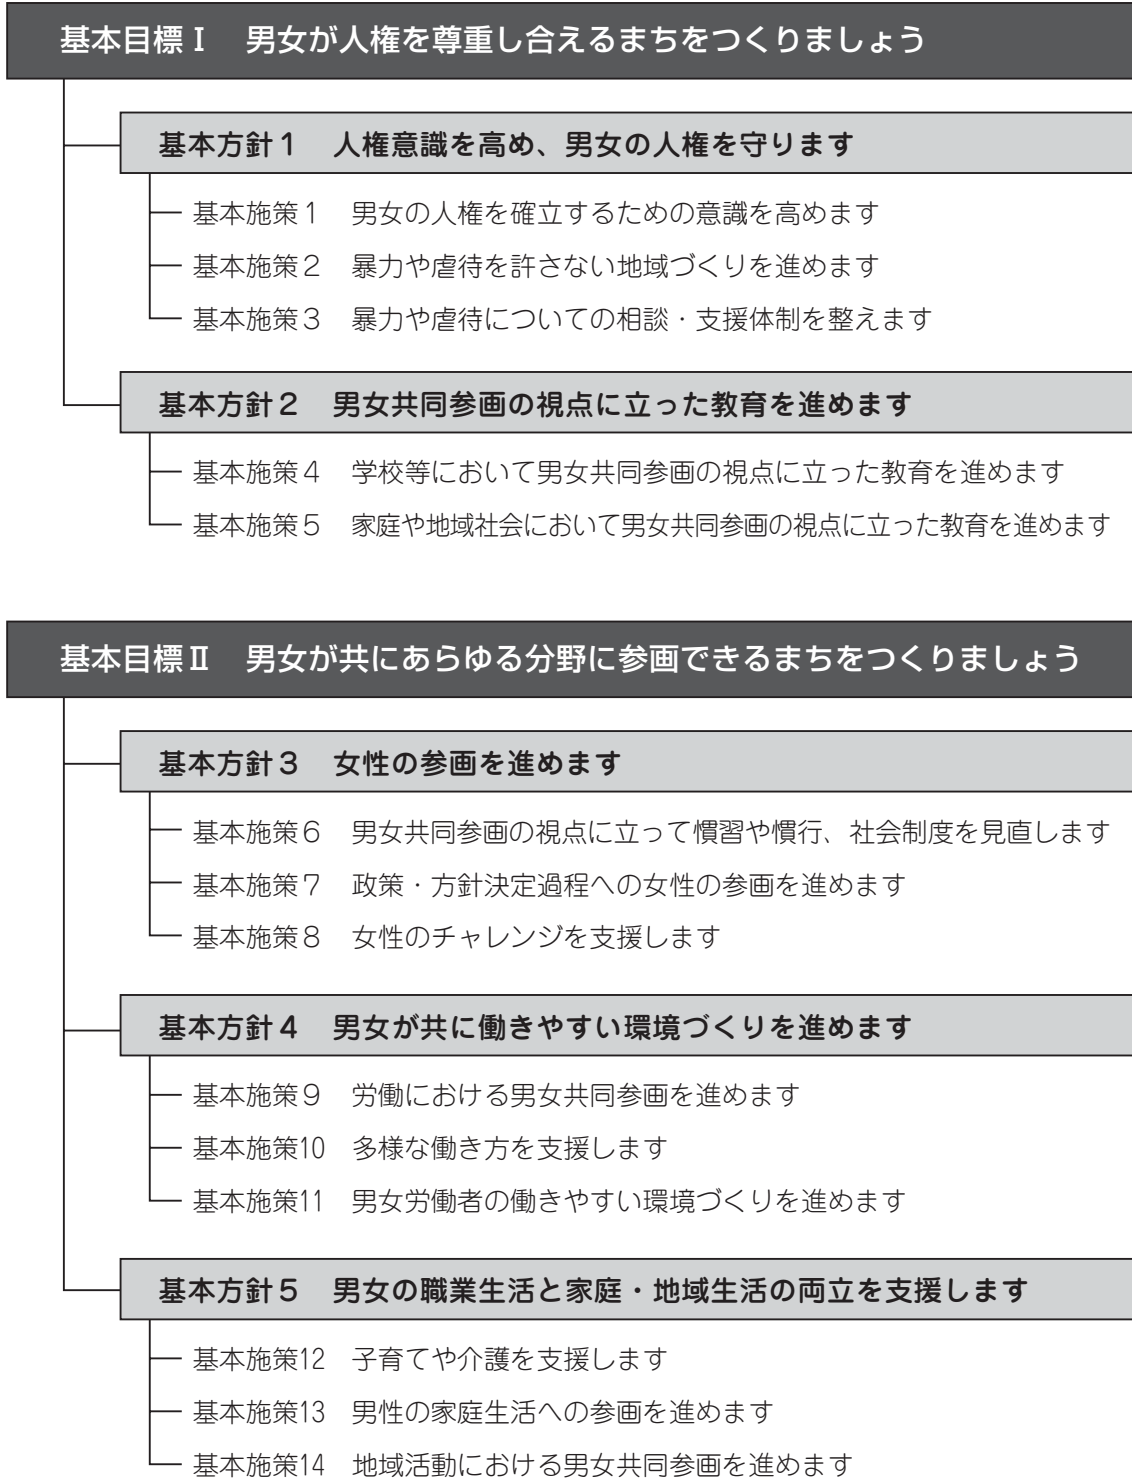 基本目標Ⅰ　男女が人権を尊重し合えるまちをつくりましょう
基本方針１　人権意識を高め、男女の人権を守ります
基本施策１　男女の人権を確立するための意識を高めます
基本施策２　暴力や虐待を許さない地域づくりを進めます
基本施策３　暴力や虐待についての相談・支援体制を整えます
基本方針２　男女共同参画の視点に立った教育を進めます
基本施策４　学校等において男女共同参画の視点に立った教育を進めます
基本施策５　家庭や地域社会において男女共同参画の視点に立った教育を進めます
基本目標Ⅱ　男女が共にあらゆる分野に参画できるまちをつくりましょう
基本方針３　女性の参画を進めます
基本施策６　男女共同参画の視点に立って慣習や慣行、社会制度を見直します
基本施策７　政策・方針決定過程への女性の参画を進めます
基本施策８　女性のチャレンジを支援します
基本方針４　男女が共に働きやすい環境づくりを進めます
基本施策９　労働における男女共同参画を進めます
基本施策10　多様な働き方を支援します
基本施策11　男女労働者の働きやすい環境づくりを進めます
基本方針５　男女の職業生活と家庭・地域生活の両立を支援します
基本施策12　子育てや介護を支援します
基本施策13　男性の家庭生活への参画を進めます
基本施策14　地域活動における男女共同参画を進めます